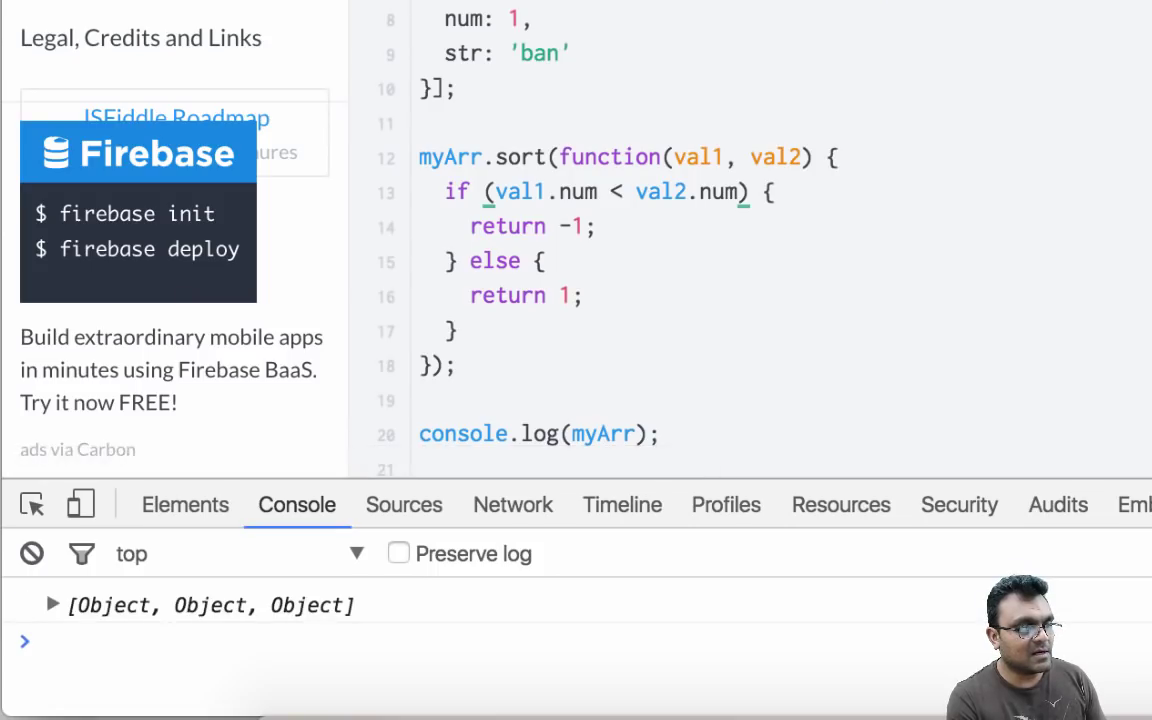 Legal, Credits and Links
JSFiddle Roadmap
Firebase
$ firebase init
$ firebase deploy
Build extraordinary mobile apps
in minutes using Firebase BaaS.
Try it now FREE!
ads via Carbon
8 num: 1,
9 str: 'ban'
10 }];
11
12 myArr.sort(function(val1, val2) {
13 if (val1.num < val2.num) {
14 return -1;
15 } else {
16 return 1;
17 }
18 });
19
20 console.log(myArr);
21
Elements Console Sources Network Timeline Profiles Resources Security Audits
top Preserve log
[Object, Object, Object]